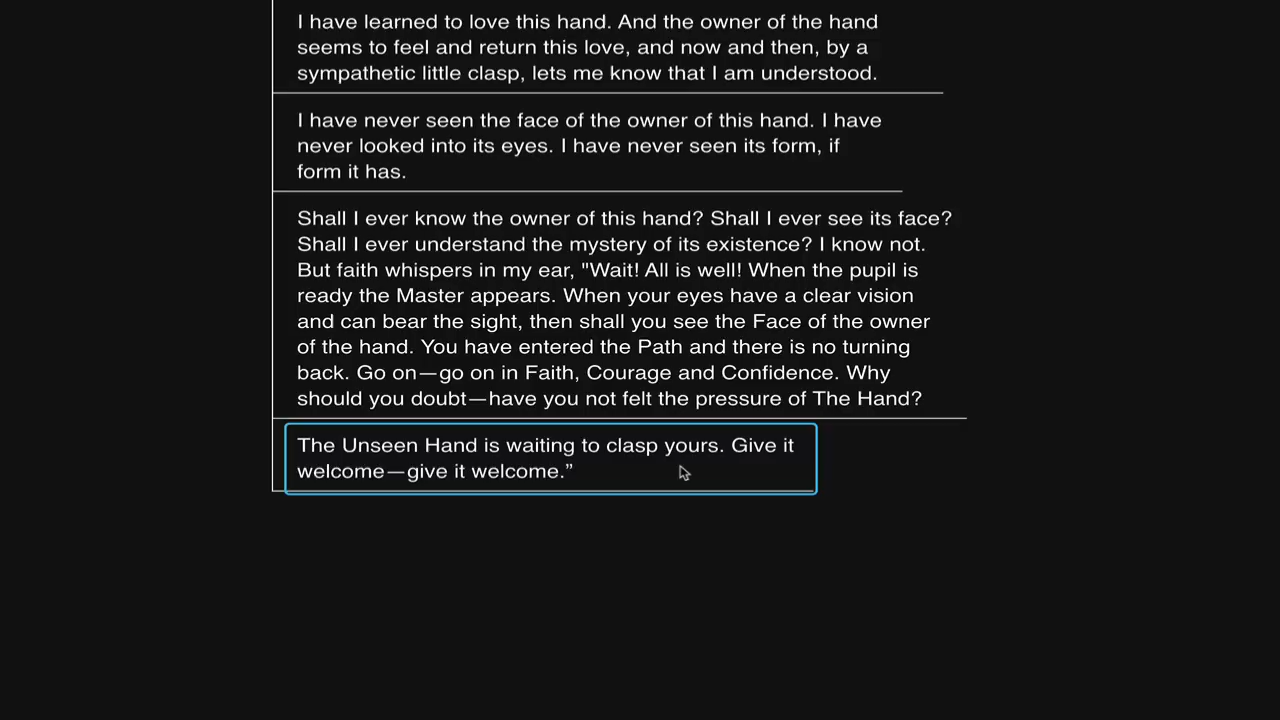 I have learned to love this hand. And the owner of the hand
seems to feel and return this love, and now and then, by a
sympathetic little clasp, lets me know that I am understood.
I have never seen the face of the owner of this hand. I have
never looked into its eyes. I have never seen its form, if
form it has.
Shall I ever know the owner of this hand? Shall I ever see its face?
Shall I ever understand the mystery of its existence? I know not.
But faith whispers in my ear, "Wait! All is well! When the pupil is
ready the Master appears. When your eyes have a clear vision
and can bear the sight, then shall you see the Face of the owner
of the hand. You have entered the Path and there is no turning
back. Go on—go on in Faith, Courage and Confidence. Why
should you doubt—have you not felt the pressure of The Hand?
The Unseen Hand is waiting to clasp yours. Give it
welcome—give it welcome.”